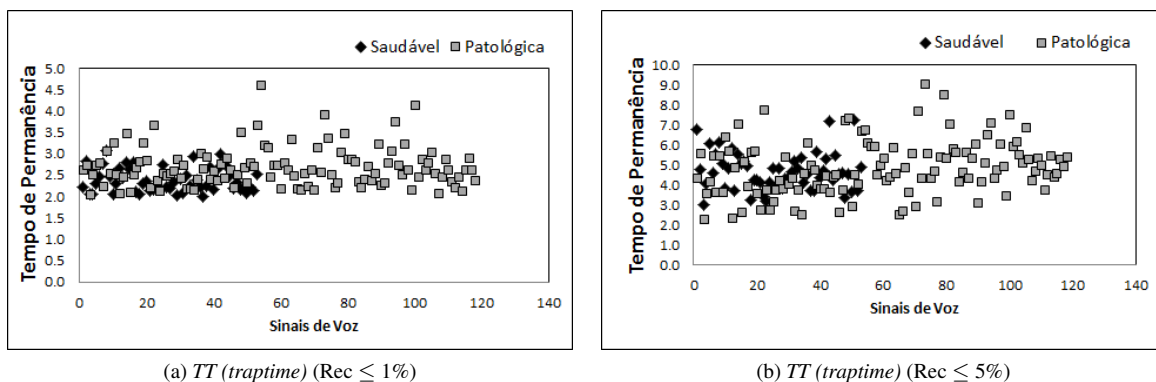 Saudável Patológica
Tempo de Permanência
5.0
4.5
4.0
3.5
3.0
2.5
2.0
1.5
1.0
0.5
0.0
0 20 40 60 80 100 120 140
Sinais de Voz
(a) TT (traptime) (Rec ≤ 1%)
Saudável Patológica
Tempo de Permanência
10.0
9.0
8.0
7.0
6.0
5.0
4.0
3.0
2.0
1.0
0.0
0 20 40 60 80 100 120 140
Sinais de Voz
(b) TT (traptime) (Rec ≤ 5%)